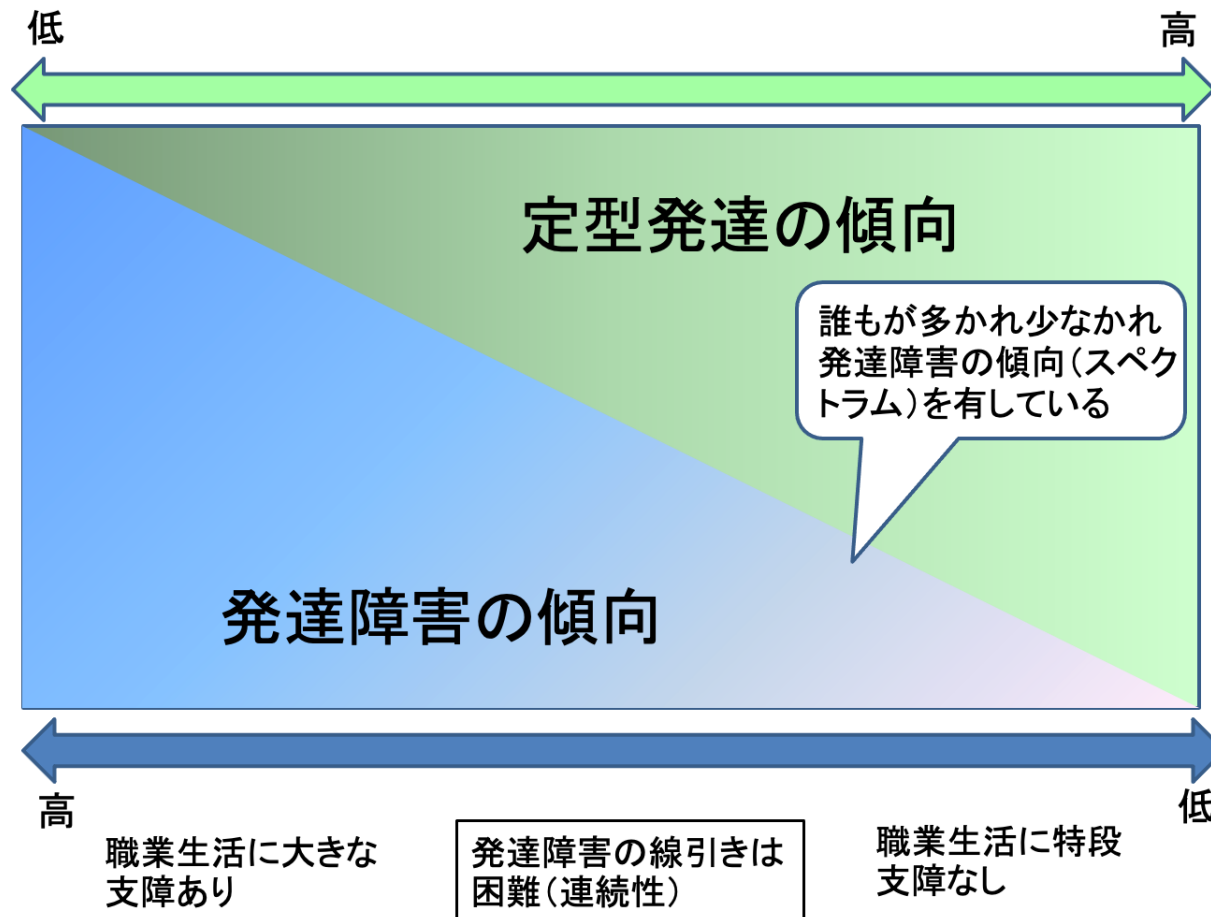 低
高
定型発達の傾向
誰もが多かれ少なかれ
発達障害の傾向(スペク
トラム)を有している
発達障害の傾向
高
低
職業生活に大きな
支障あり
発達障害の線引きは
困難(連続性)
職業生活に特段
支障なし